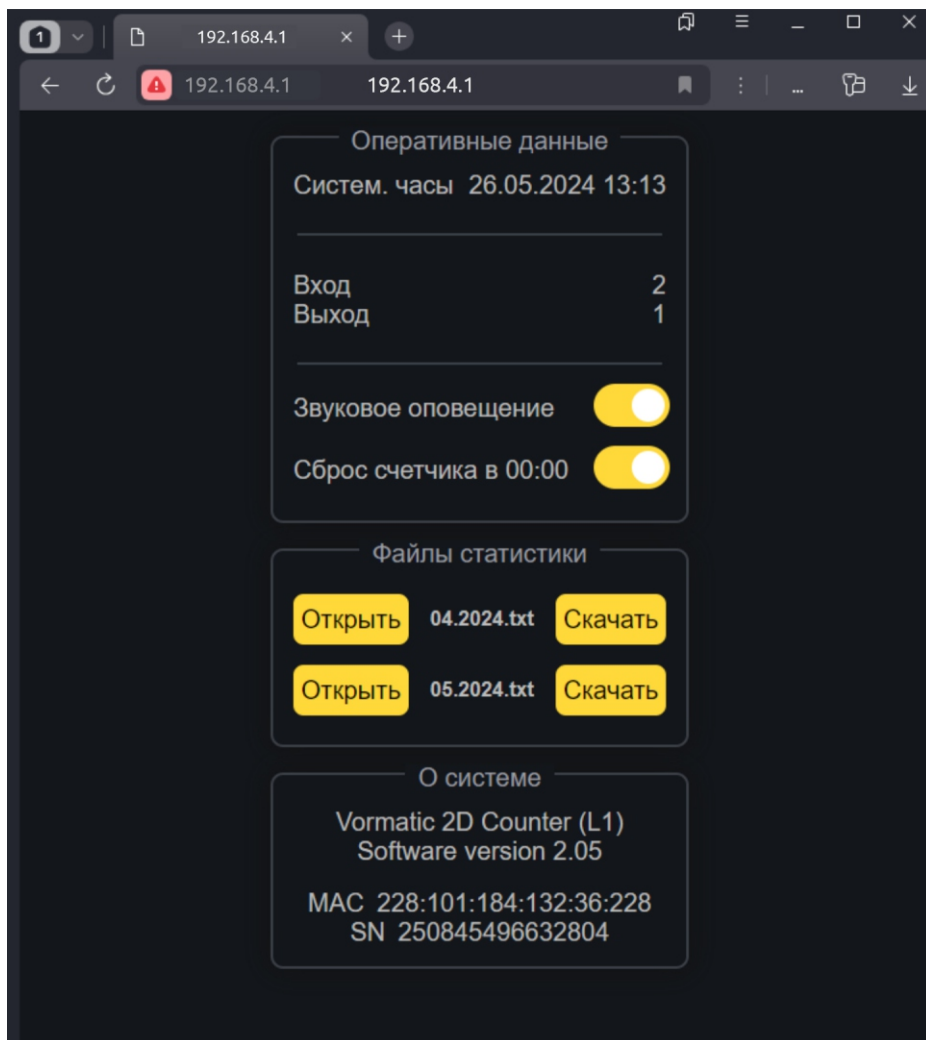 1
192.168.4.1
192.168.4.1 192.168.4.1
Оперативные данные
Систем. часы 26.05.2024 13:13
Вход 2
Выход 1
Звуковое оповещение
Сброс счетчика в 00:00
Файлы статистики
Открыть 04.2024.txt Скачать
Открыть 05.2024.txt Скачать
О системе
Vormatic 2D Counter (L1)
Software version 2.05
MAC 228:101:184:132:36:228
SN 250845496632804